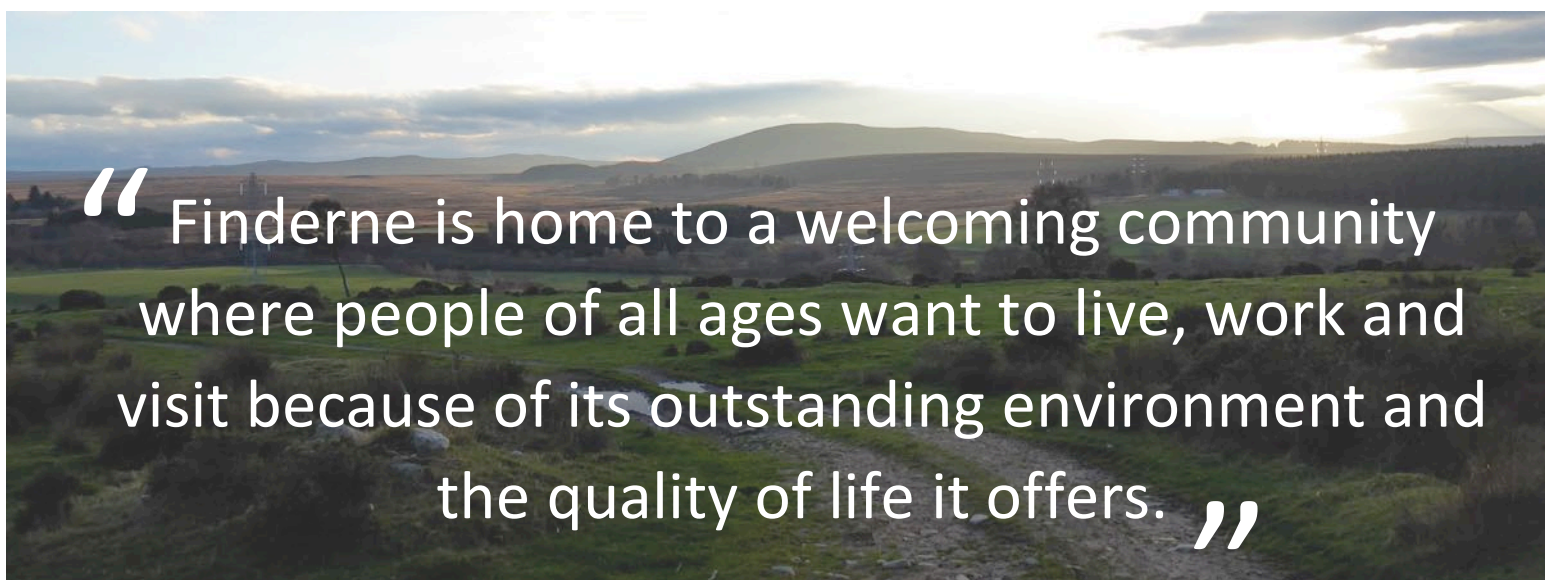 “ Finderne is home to a welcoming community
where people of all ages want to live, work and
visit because of its outstanding environment and
the quality of life it offers. ”